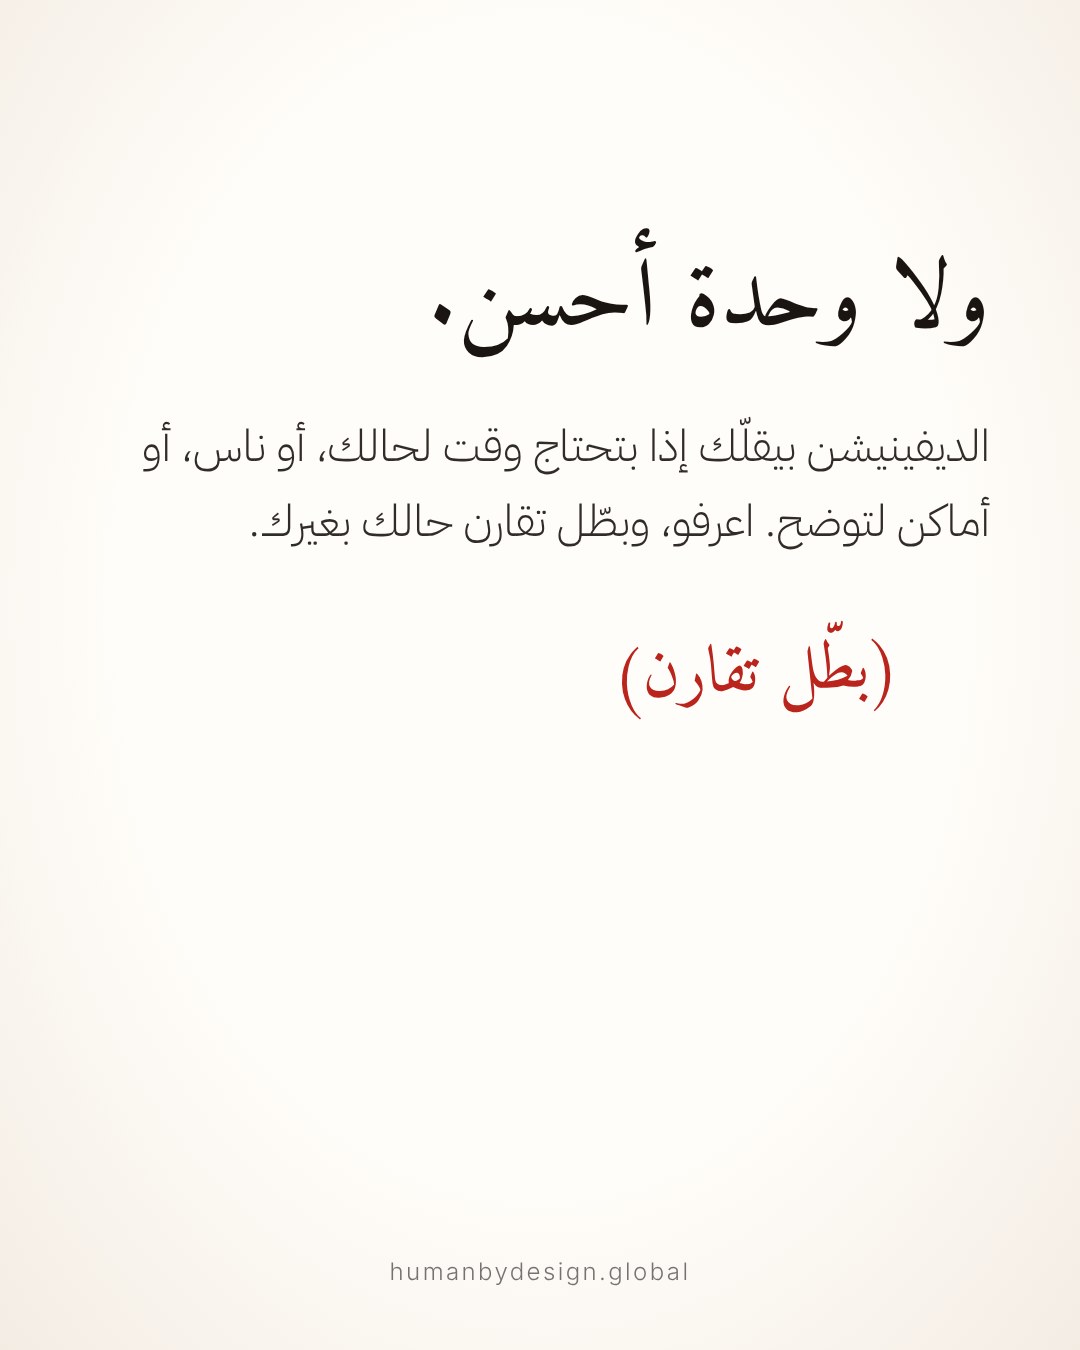 ولا وحدة أحسن.
الديفينيشن بيقلّك إذا بتحتاج وقت لحالك، أو ناس، أو
أماكن لتوضح. اعرفو، وبطّل تقارن حالك بغيرك.
(بطّل تقارن)
humanbydesign.global